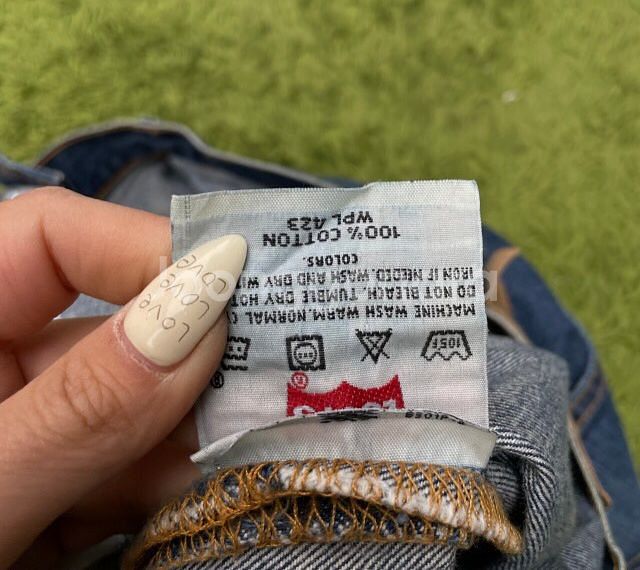 ®
105F
®
MACHINE WASH WARM, NORMAL
DO NOT BLEACH. TUMBLE DRY HOT
IRON IF NEEDED. WASH AND DRY
COLORS.
100% COTTON
WPL 423
Love
Love
Love